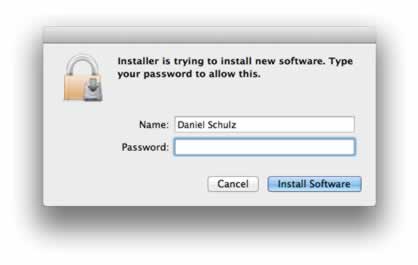 Installer is trying to install new software. Type
your password to allow this.
Name: Daniel Schulz
Password:
Cancel Install Software